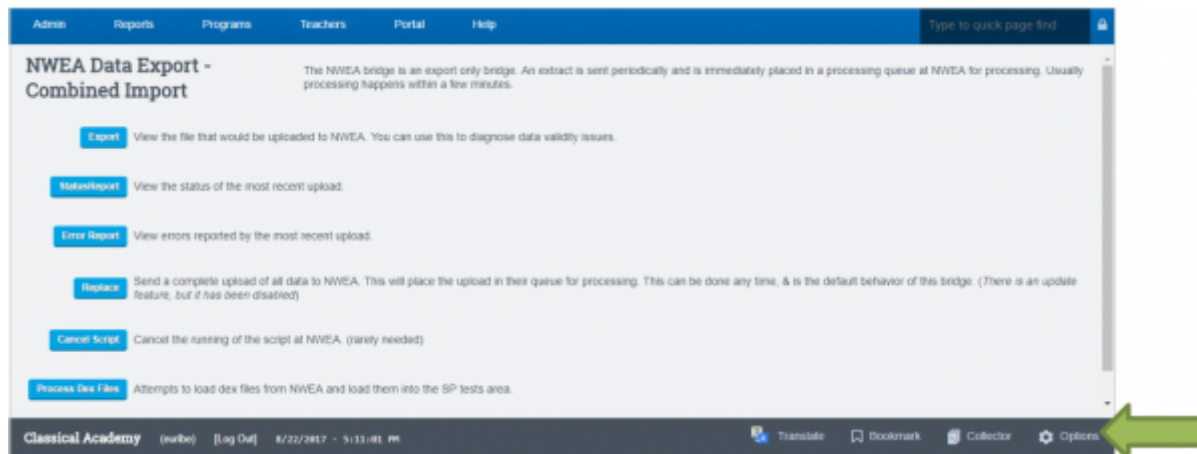 Admin Reports Programs Teachers Portal Help Type to quick page find
NWEA Data Export -
Combined Import
The NWEA bridge is an export only bridge. An extract is sent periodically and is immediately placed in a processing queue at NWEA for processing. Usually
processing happens within a few minutes.
Export View the file that would be uploaded to NWEA. You can use this to diagnose data validity issues.
StatusReport View the status of the most recent upload.
Error Report View errors reported by the most recent upload.
Replace Send a complete upload of all data to NWEA. This will place the upload in their queue for processing. This can be done any time, & is the default behavior of this bridge. (There is an update
feature, but it has been disabled)
Cancel Script Cancel the running of the script at NWEA. (rarely needed)
Process Dex Files Attempts to load dex files from NWEA and load them into the SP tests area.
Classical Academy (euribe) [Log Out] 8/22/2017 - 5:11:01 PM Translate Bookmark Collector Options